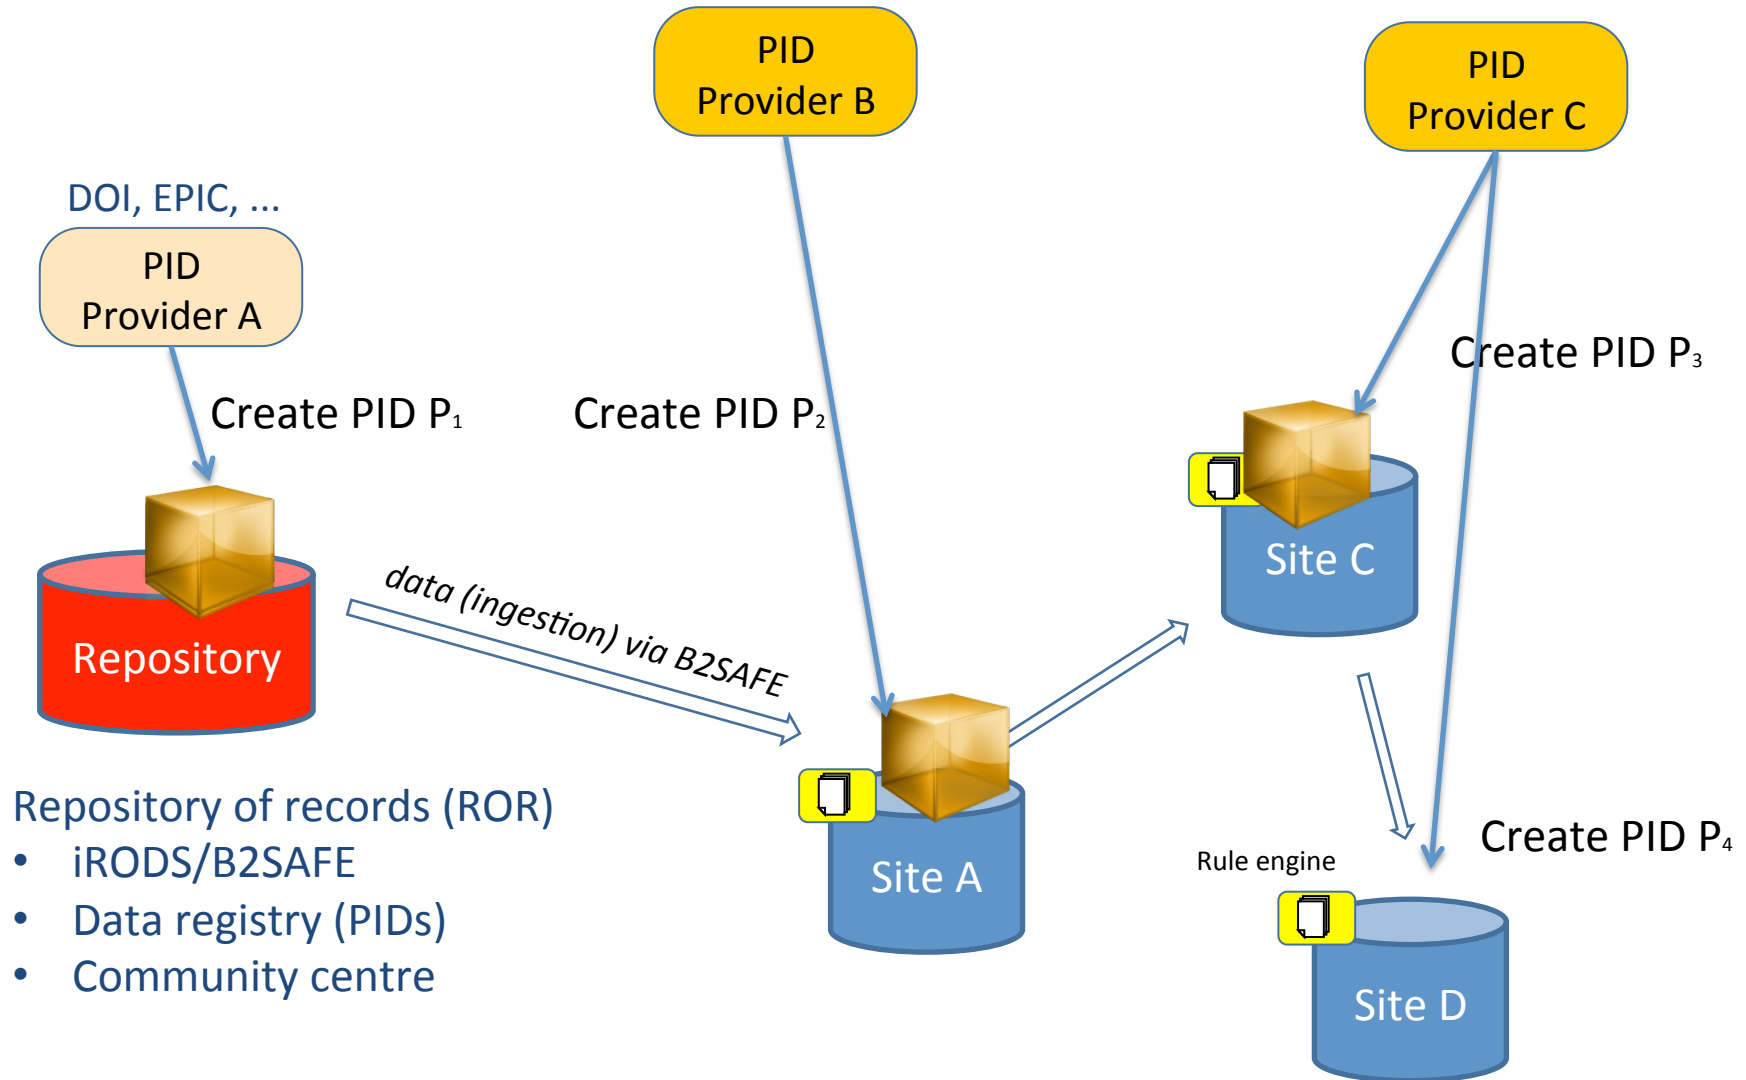 PID
Provider B
PID
Provider C
DOI, EPIC, ...
PID
Provider A
Create PID P₁
Create PID P₂
Create PID P₃
Site C
data (ingestion) via B2SAFE
Repository
Site A
Create PID P₄
Rule engine
Site D
Repository of records (ROR)
• iRODS/B2SAFE
• Data registry (PIDs)
• Community centre